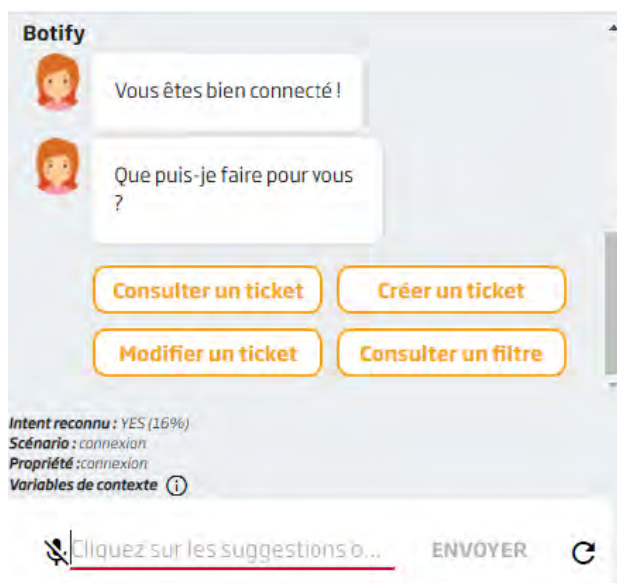 Botify
Vous êtes bien connecté !
Que puis-je faire pour vous
?
Consulter un ticket
Créer un ticket
Modifier un ticket
Consulter un filtre
Intent reconnu : YES (16%)
Scénario : connexion
Propriété :connexion
Variables de contexte
Cliquez sur les suggestions o... ENVOYER